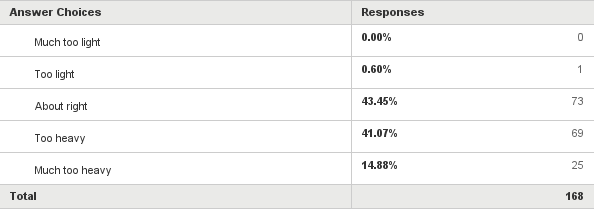 Answer Choices Responses
Much too light 0.00% 0
Too light 0.60% 1
About right 43.45% 73
Too heavy 41.07% 69
Much too heavy 14.88% 25
Total 168